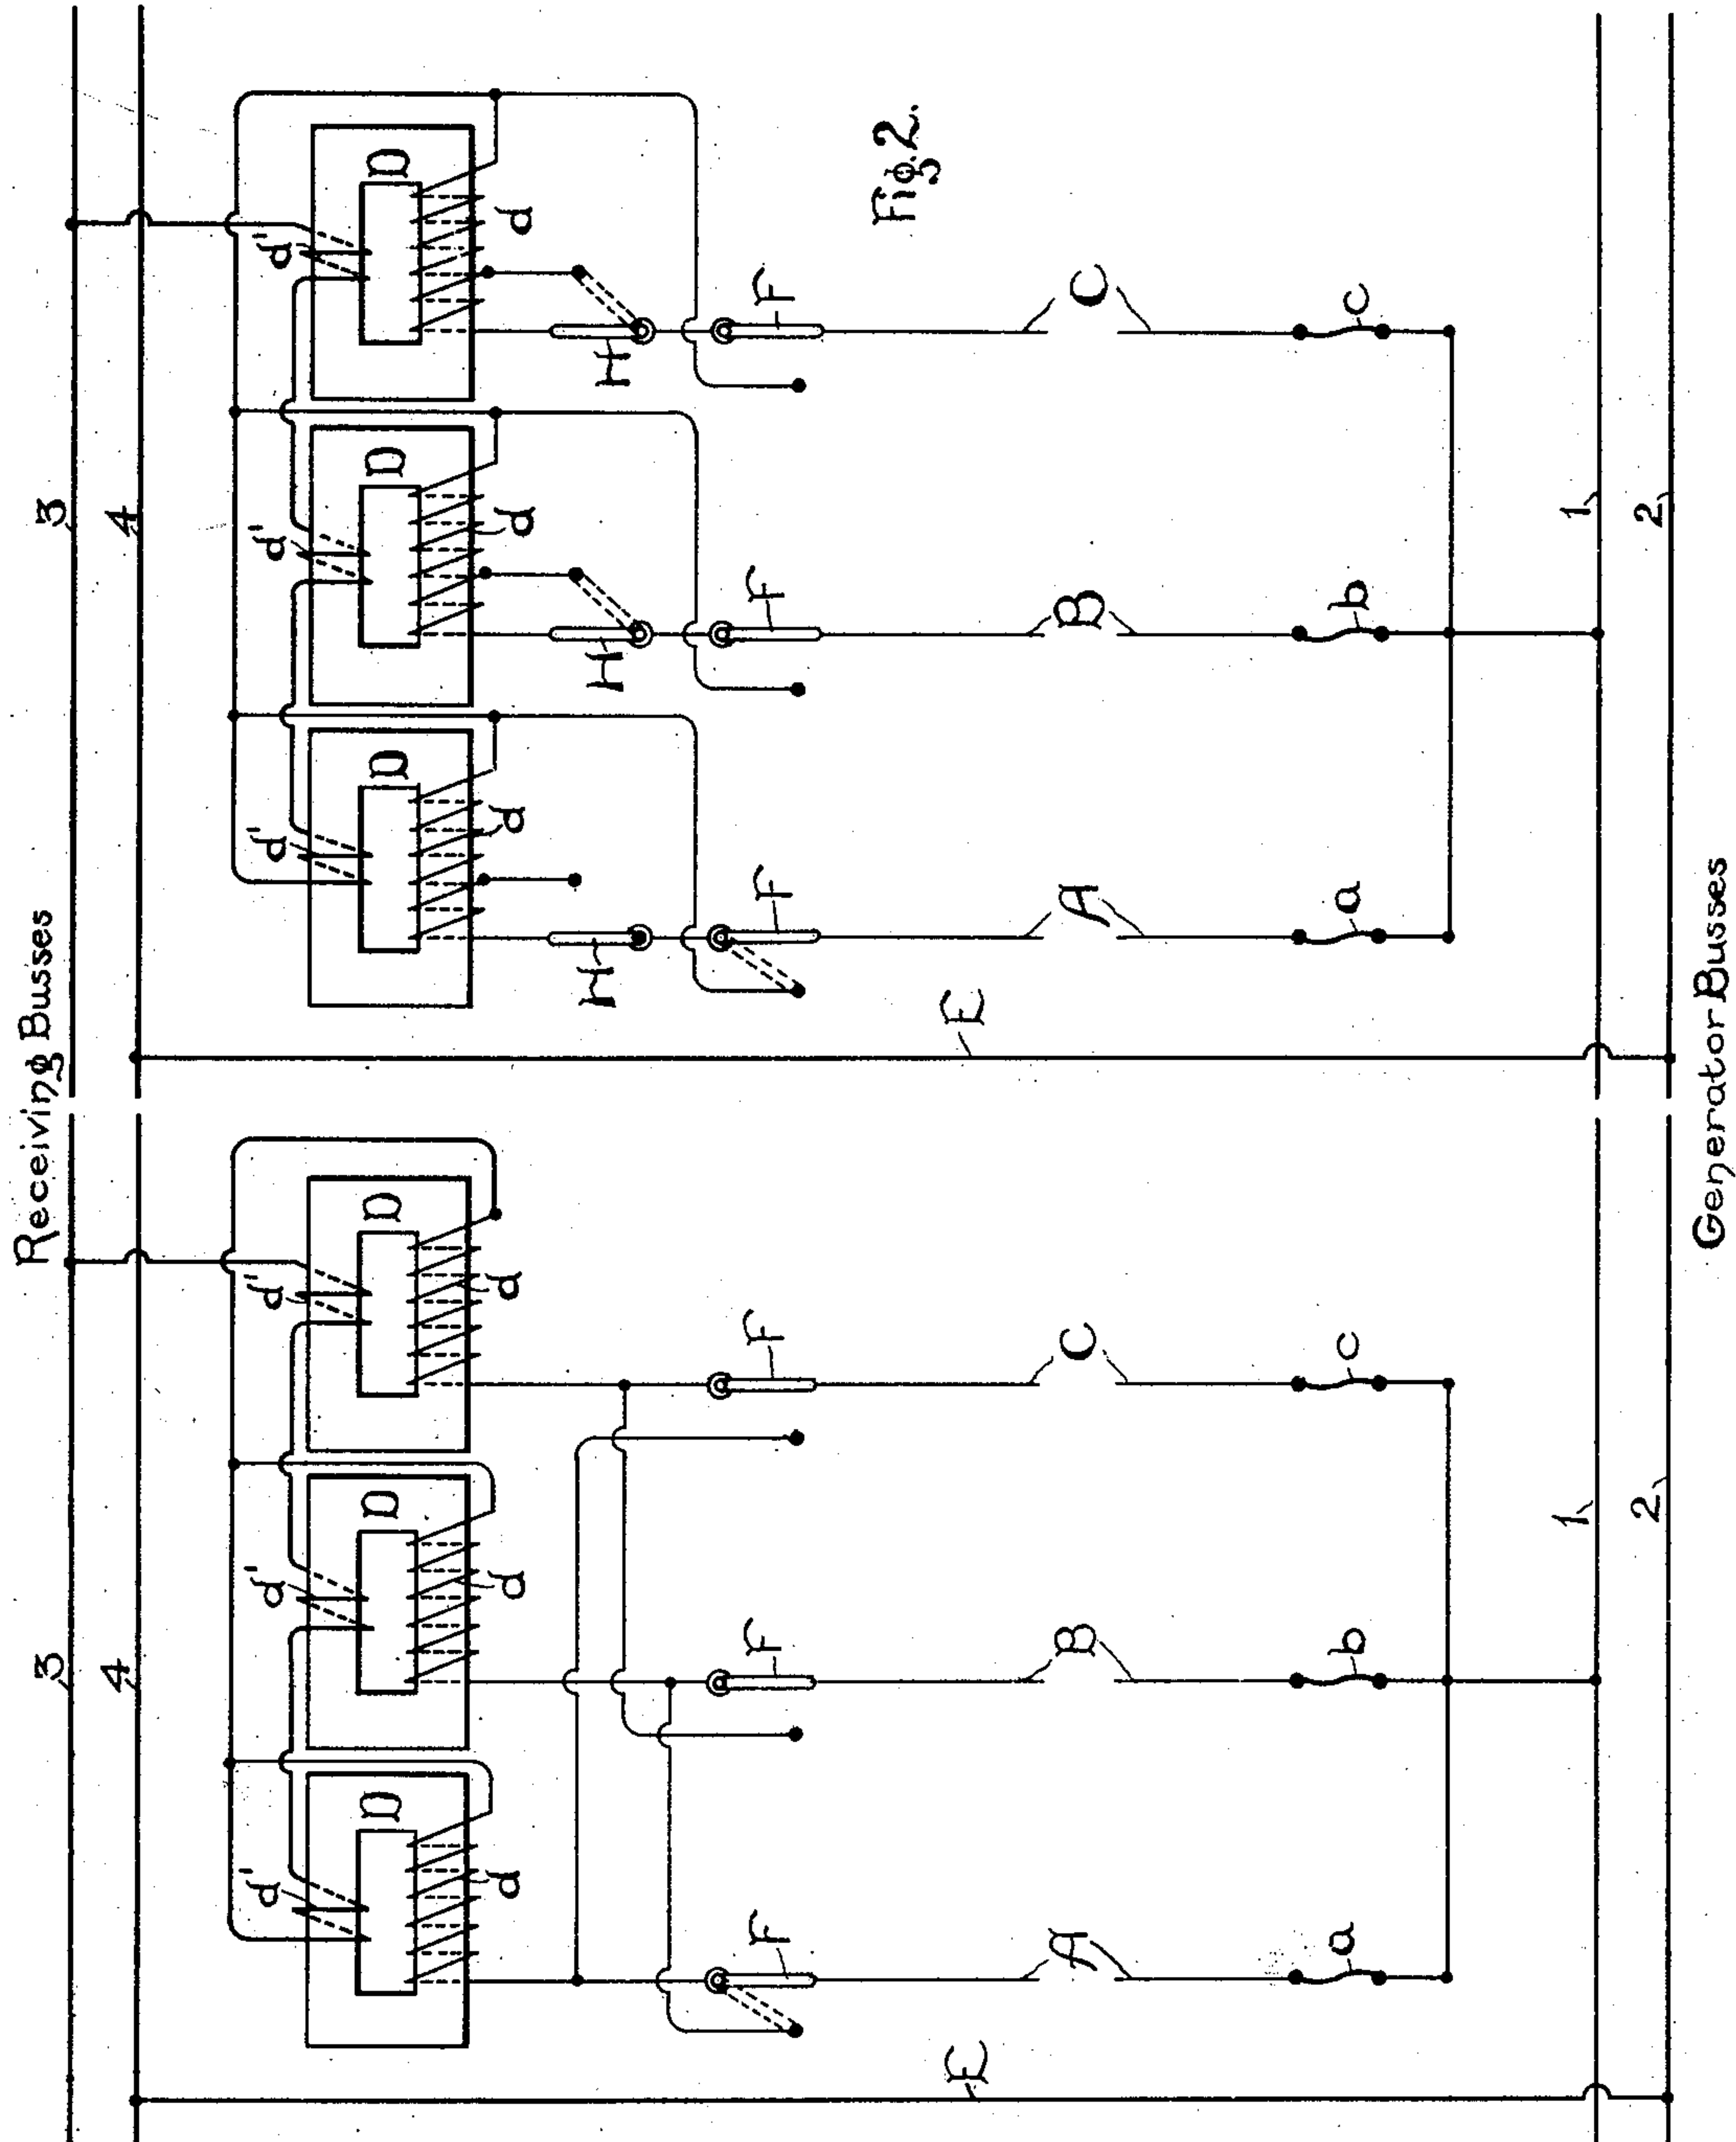 Receiving Busses
3
4
3
4
D
D
D
D
D
D
d'
d'
d'
d'
d'
d'
d
d
d
d
d
d
Fig. 2.
H
H
H
F
F
F
F
F
F
E
E
A
B
C
A
B
C
a
b
c
a
b
c
1
2
1
2
Generator Busses